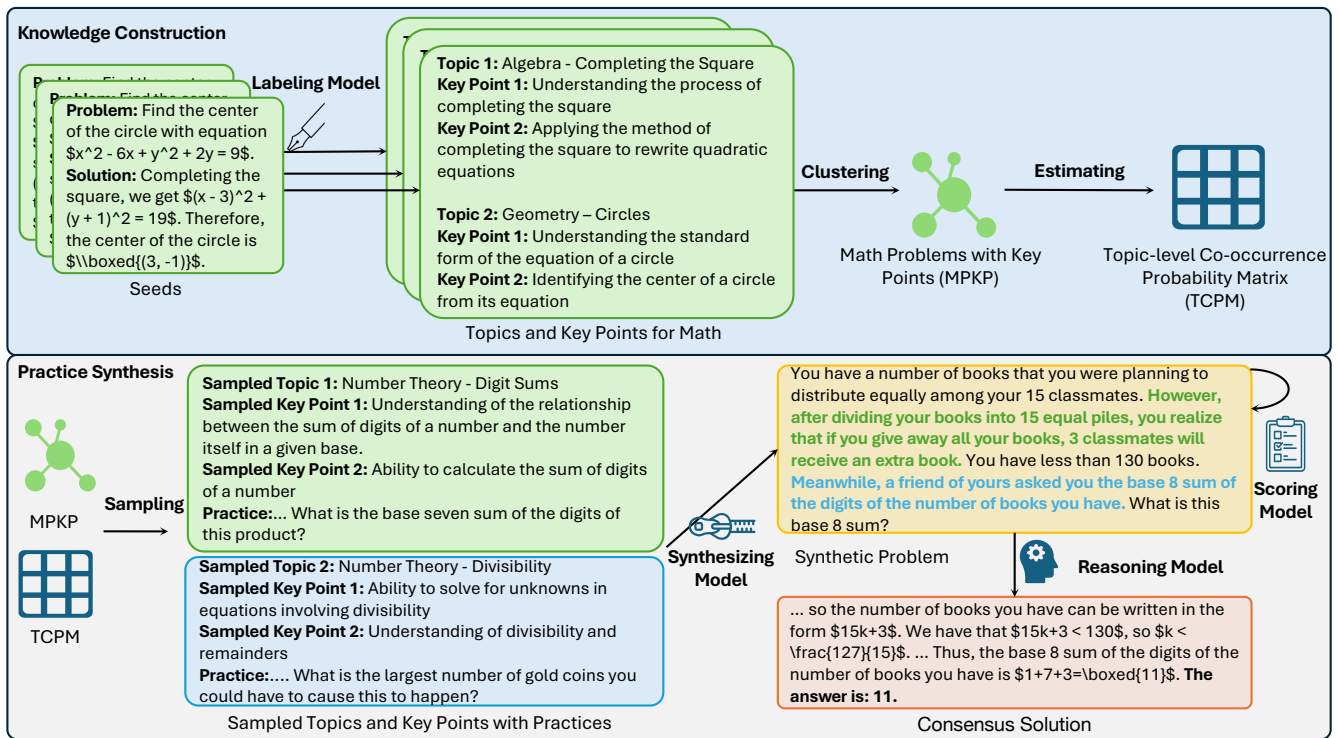 Knowledge Construction
Problem: Find the center
of the circle with equation
$x^2 - 6x + y^2 + 2y = 9$.
Solution: Completing the
square, we get $(x - 3)^2 +
(y + 1)^2 = 19$. Therefore,
the center of the circle is
$\\boxed{(3, -1)}$.
Seeds
Labeling Model
Topic 1: Algebra - Completing the Square
Key Point 1: Understanding the process of
completing the square
Key Point 2: Applying the method of
completing the square to rewrite quadratic
equations
Topic 2: Geometry – Circles
Key Point 1: Understanding the standard
form of the equation of a circle
Key Point 2: Identifying the center of a circle
from its equation
Topics and Key Points for Math
Clustering
Math Problems with Key
Points (MPKP)
Estimating
Topic-level Co-occurrence
Probability Matrix
(TCPM)
Practice Synthesis
MPKP
TCPM
Sampling
Sampled Topic 1: Number Theory - Digit Sums
Sampled Key Point 1: Understanding of the relationship
between the sum of digits of a number and the number
itself in a given base.
Sampled Key Point 2: Ability to calculate the sum of digits
of a number
Practice:... What is the base seven sum of the digits of
this product?
Sampled Topic 2: Number Theory - Divisibility
Sampled Key Point 1: Ability to solve for unknowns in
equations involving divisibility
Sampled Key Point 2: Understanding of divisibility and
remainders
Practice:.... What is the largest number of gold coins you
could have to cause this to happen?
Sampled Topics and Key Points with Practices
Synthesizing
Model
You have a number of books that you were planning to
distribute equally among your 15 classmates. However,
after dividing your books into 15 equal piles, you realize
that if you give away all your books, 3 classmates will
receive an extra book. You have less than 130 books.
Meanwhile, a friend of yours asked you the base 8 sum of
the digits of the number of books you have. What is this
base 8 sum?
Scoring
Model
Synthetic Problem
Reasoning Model
... so the number of books you have can be written in the
form $15k+3$. We have that $15k+3 < 130$, so $k <
\frac{127}{15}$. ... Thus, the base 8 sum of the digits of the
number of books you have is $1+7+3=\boxed{11}$. The
answer is: 11.
Consensus Solution